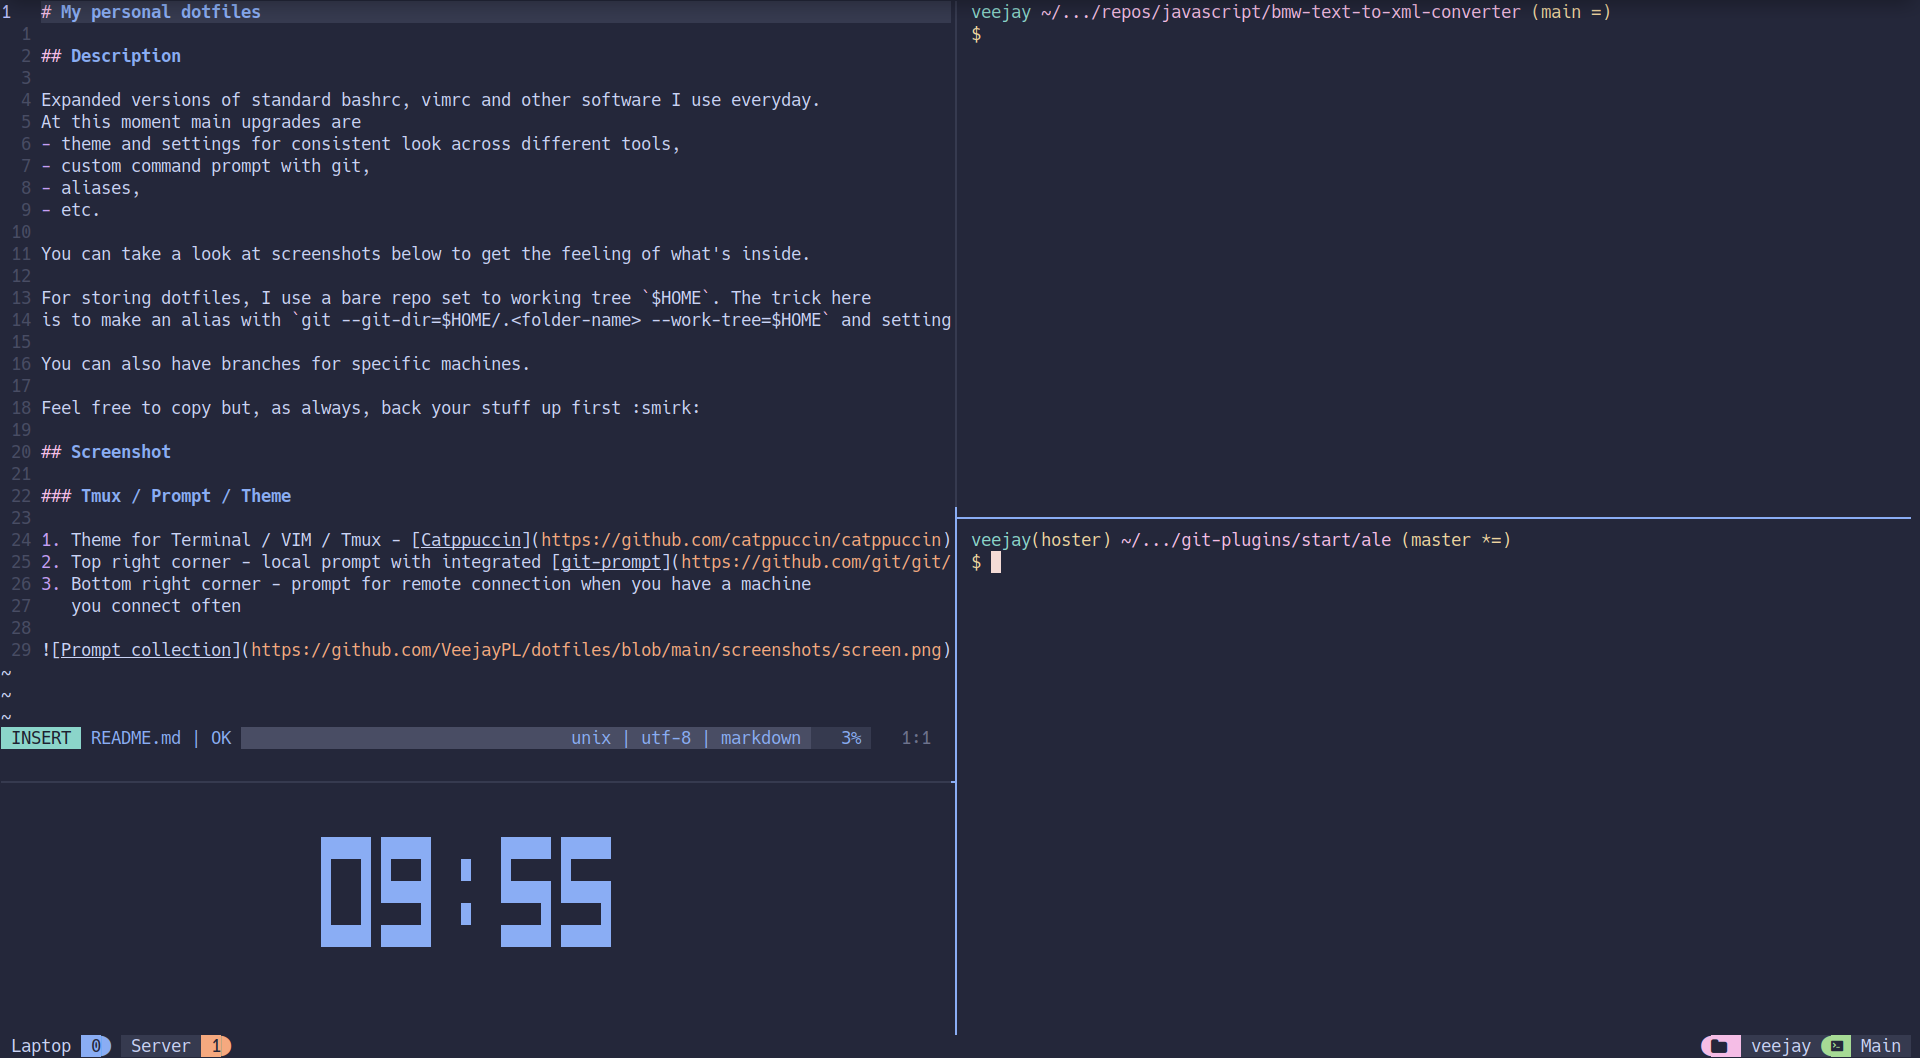 1 # My personal dotfiles
1
2 ## Description
3
4 Expanded versions of standard bashrc, vimrc and other software I use everyday.
5 At this moment main upgrades are
6 - theme and settings for consistent look across different tools,
7 - custom command prompt with git,
8 - aliases,
9 - etc.
10
11 You can take a look at screenshots below to get the feeling of what's inside.
12
13 For storing dotfiles, I use a bare repo set to working tree `$HOME`. The trick here
14 is to make an alias with `git --git-dir=$HOME/.<folder-name> --work-tree=$HOME` and setting
15
16 You can also have branches for specific machines.
17
18 Feel free to copy but, as always, back your stuff up first :smirk:
19
20 ## Screenshot
21
22 ### Tmux / Prompt / Theme
23
24 1. Theme for Terminal / VIM / Tmux - [Catppuccin](https://github.com/catppuccin/catppuccin)
25 2. Top right corner - local prompt with integrated [git-prompt](https://github.com/git/git/
26 3. Bottom right corner - prompt for remote connection when you have a machine
27 you connect often
28
29 ![Prompt collection](https://github.com/VeejayPL/dotfiles/blob/main/screenshots/screen.png)
~
~
~
INSERT README.md | OK unix | utf-8 | markdown 3% 1:1
09:55
veejay ~/.../repos/javascript/bmw-text-to-xml-converter (main =)
$
veejay(hoster) ~/.../git-plugins/start/ale (master *=)
$
Laptop 0 Server 1 veejay Main